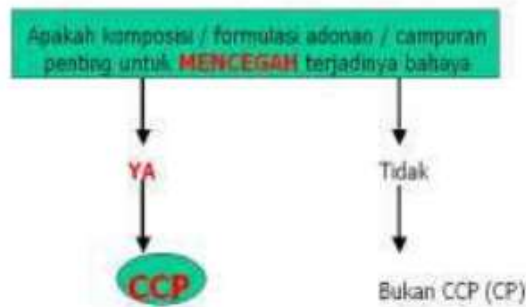 Apakah komposisi / formulasi adonan / campuran
penting untuk MENCEGAH terjadinya bahaya
YA
Tidak
CCP
Bukan CCP (CP)